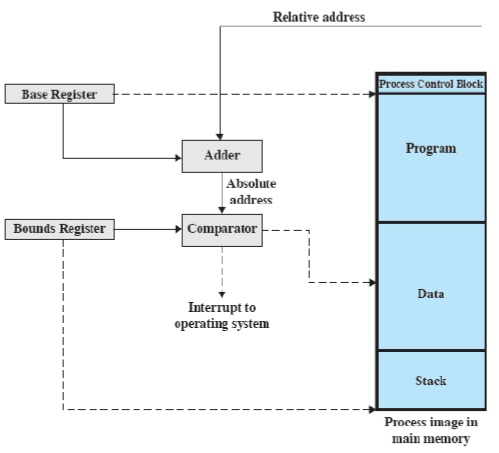 Relative address
Process Control Block
Base Register
Program
Adder
Absolute
address
Bounds Register
Comparator
Interrupt to
operating system
Data
Stack
Process image in
main memory